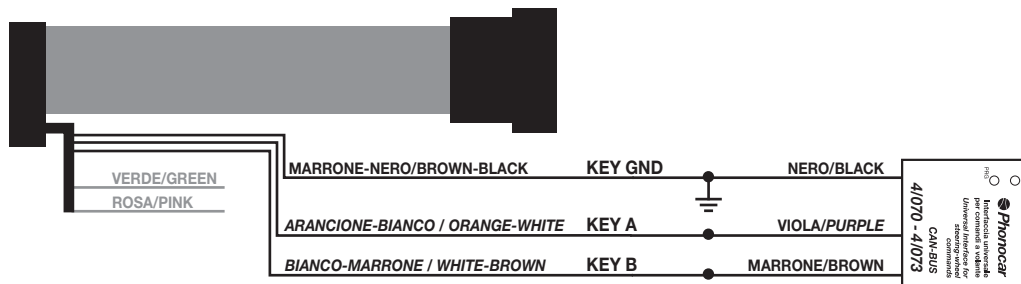 MARRONE-NERO/BROWN-BLACK KEY GND NERO/BLACK
VERDE/GREEN
ROSA/PINK
ARANCIONE-BIANCO / ORANGE-WHITE KEY A VIOLA/PURPLE
BIANCO-MARRONE / WHITE-BROWN KEY B MARRONE/BROWN
PRG
Phonocar
Interfaccia universale
per comandi a volante
Universal Interface for
steering-wheel
commands
CAN-BUS
4/070 - 4/073